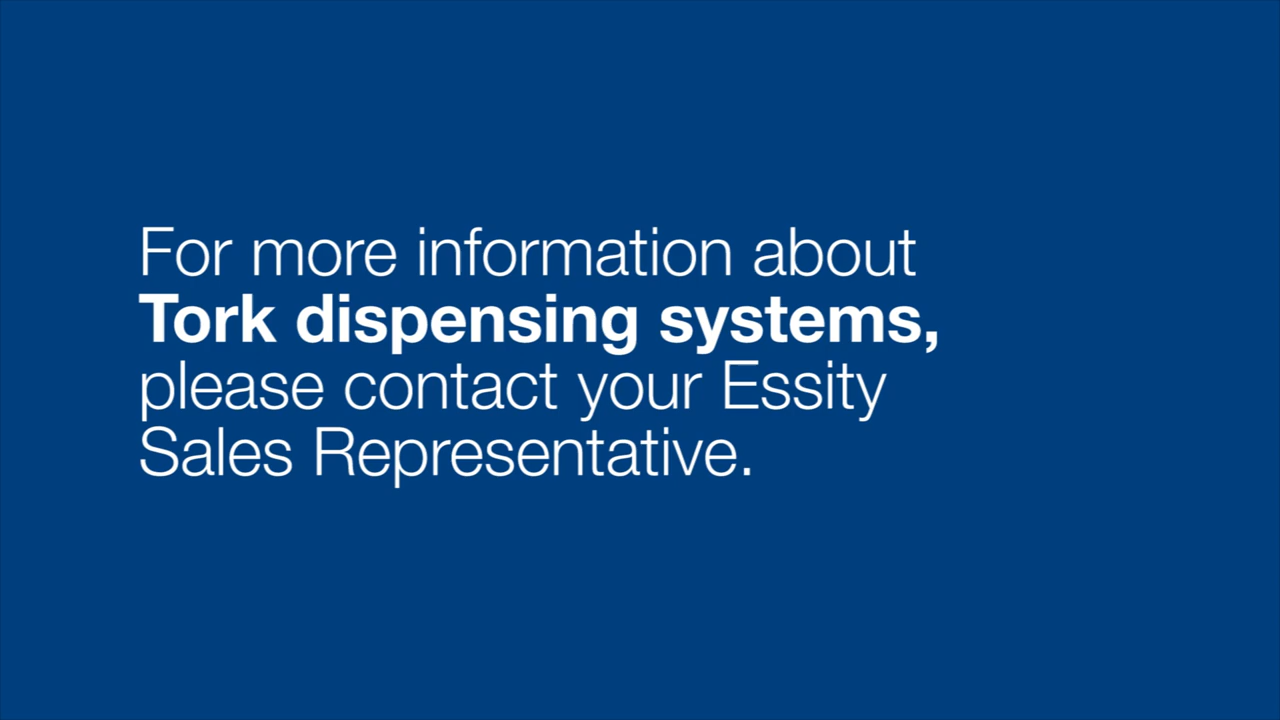 For more information about
Tork dispensing systems,
please contact your Essity
Sales Representative.